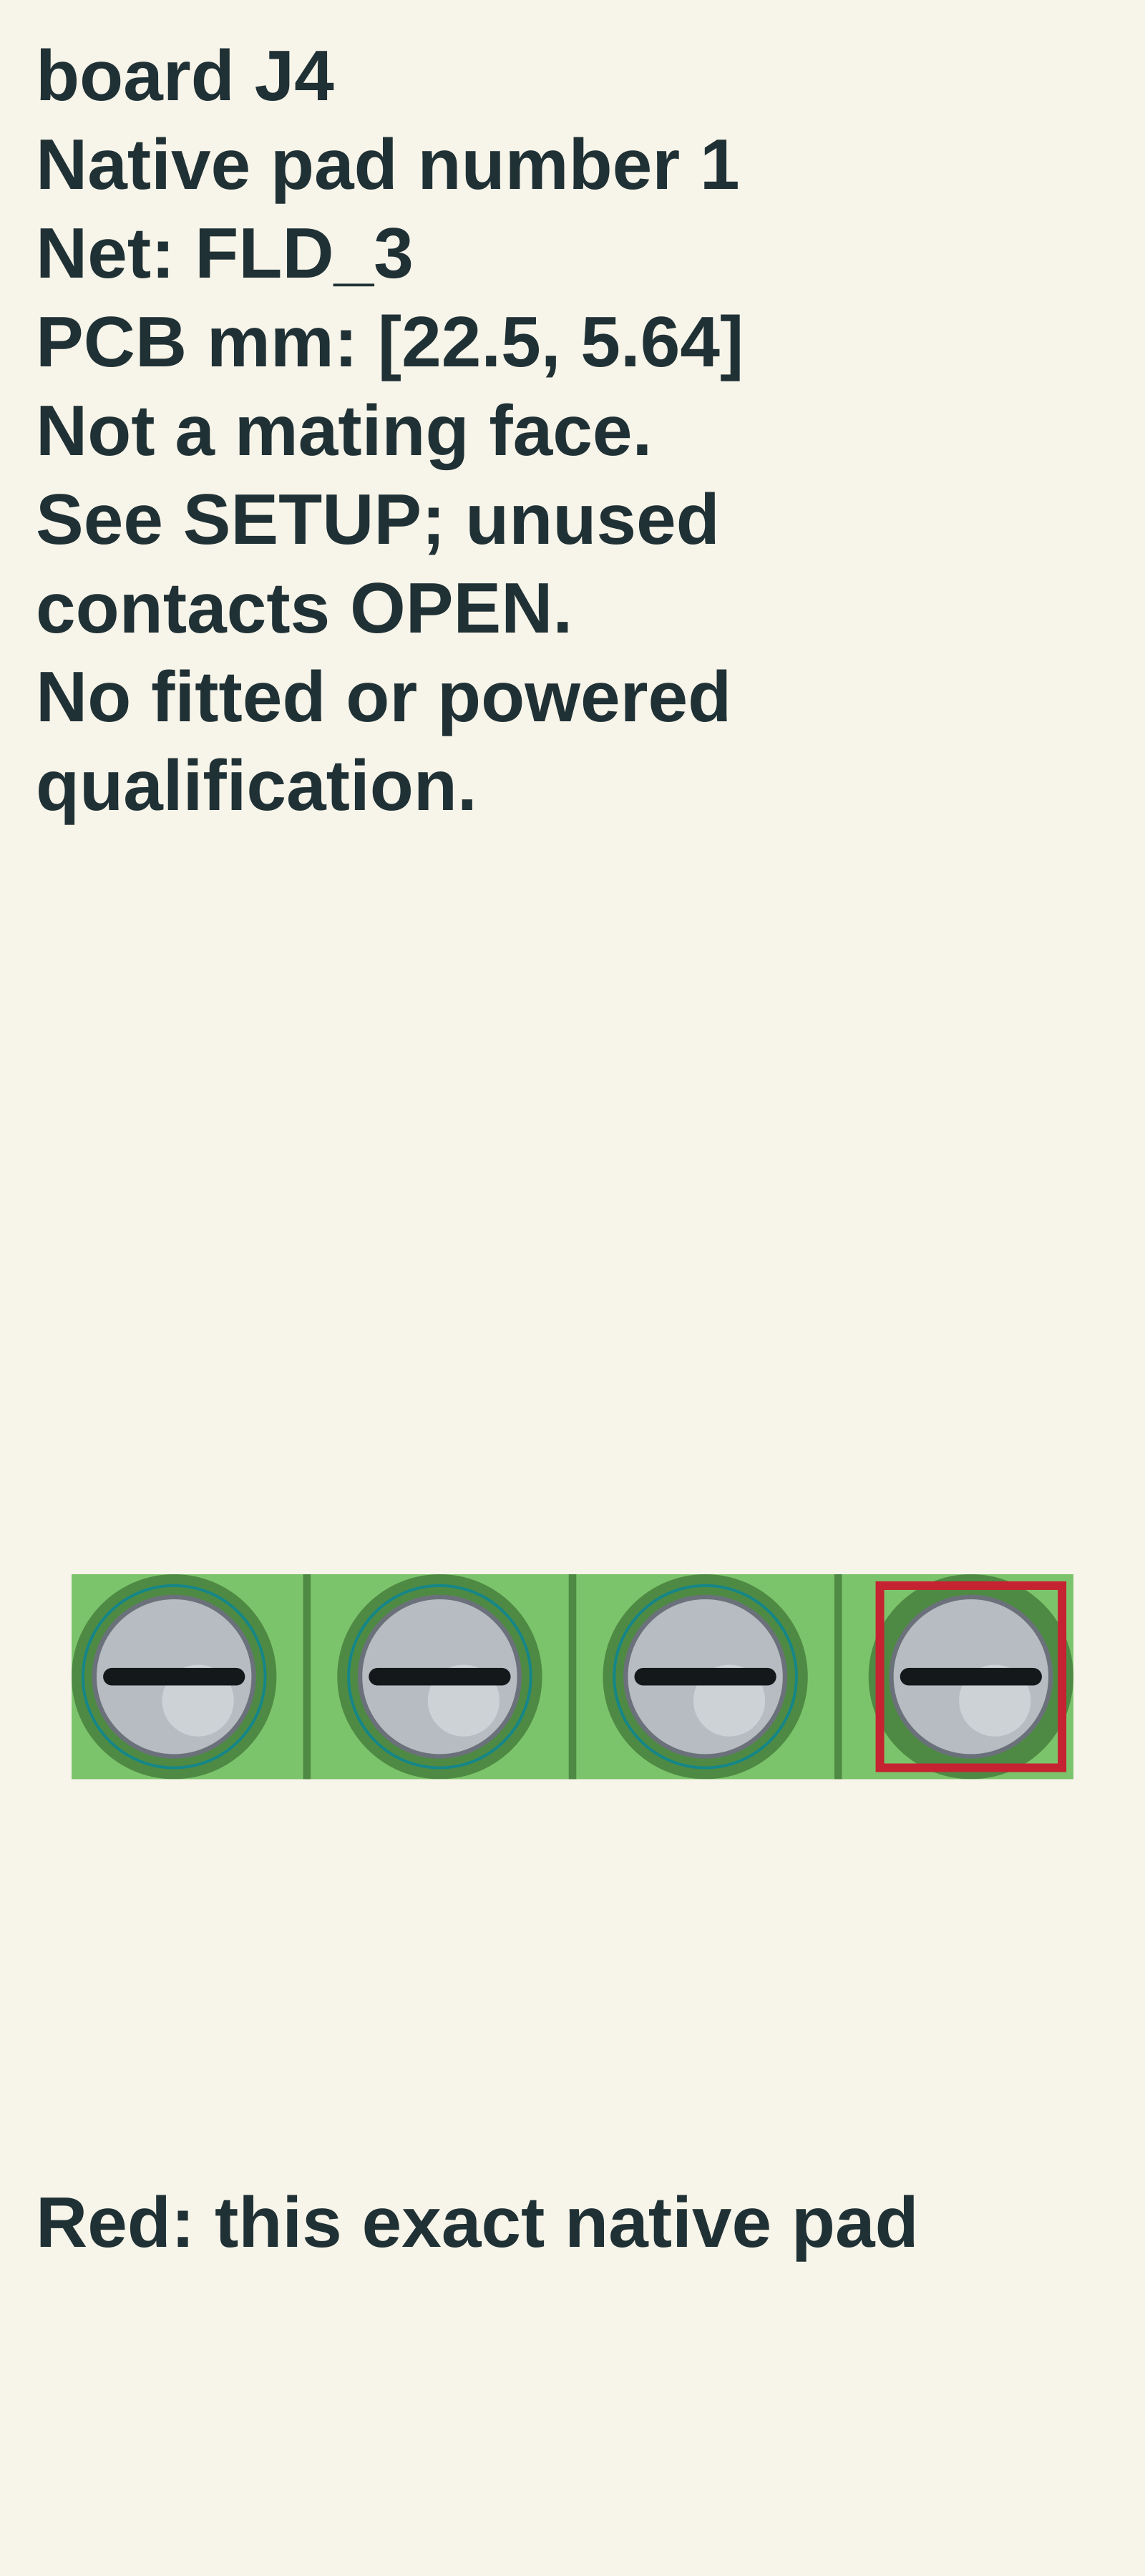 board J4
Native pad number 1
Net: FLD_3
PCB mm: [22.5, 5.64]
Not a mating face.
See SETUP; unused
contacts OPEN.
No fitted or powered
qualification.
Red: this exact native pad